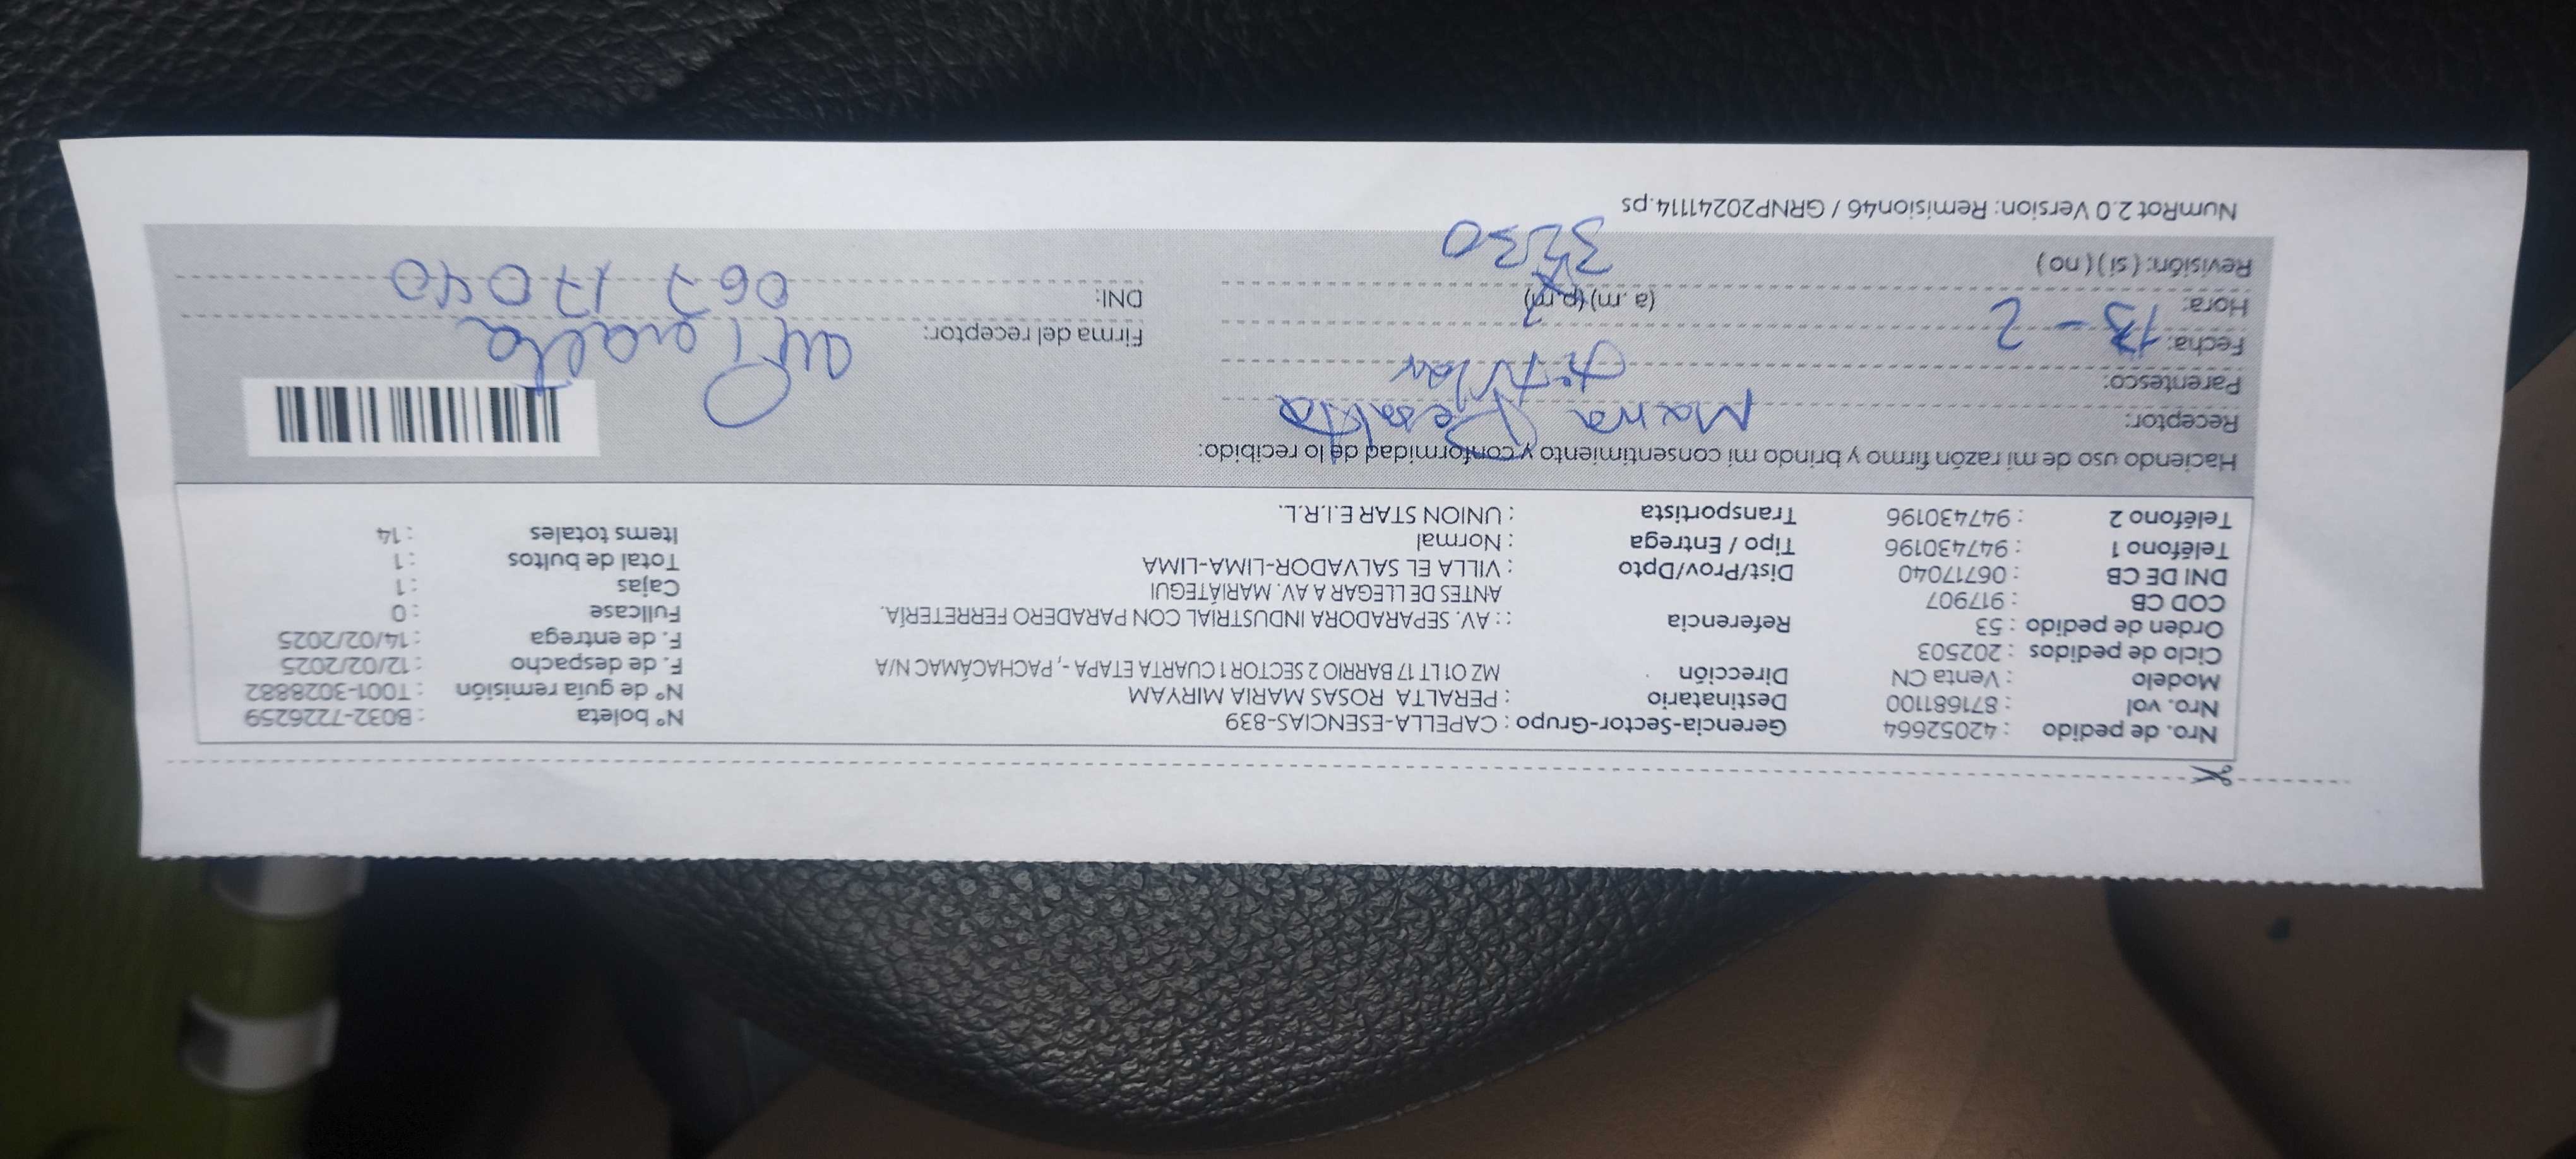 Nro. de pedido : 42052664 Gerencia-Sector-Grupo : CAPELLA-ESENCIAS-839 N° boleta : B032-7226259
Nro. vol : 871681100 Destinatario : PERALTA ROSAS MARIA MIRYAM N° de guía remisión : T001-3028882
Modelo : Venta CN Dirección MZ O1 LT 17 BARRIO 2 SECTOR 1 CUARTA ETAPA -, PACHACÁMAC N/A F. de despacho : 12/02/2025
Ciclo de pedidos : 202503 F. de entrega : 14/02/2025
Orden de pedido : 53 Referencia : : AV. SEPARADORA INDUSTRIAL CON PARADERO FERRETERÍA. Fullcase : 0
COD CB : 917907 ANTES DE LLEGAR A AV. MARIÁTEGUI Cajas : 1
DNI DE CB : 06717040 Dist/Prov/Dpto : VILLA EL SALVADOR-LIMA-LIMA Total de bultos : 1
Teléfono 1 : 947430196 Tipo / Entrega : Normal Items totales : 14
Teléfono 2 : 947430196 Transportista : UNION STAR E.I.R.L.
Haciendo uso de mi razón firmo y brindo mi consentimiento y conformidad de lo recibido:
Receptor: Maria Peralta
Parentesco: Titular
Fecha: 13-2 Firma del receptor: Peralta
Hora: (a .m) (p.m) DNI: 067 17040
Revisión: ( si ) ( no )
NumRot 2.0 Version: Remision46 / GRNP20241114.ps